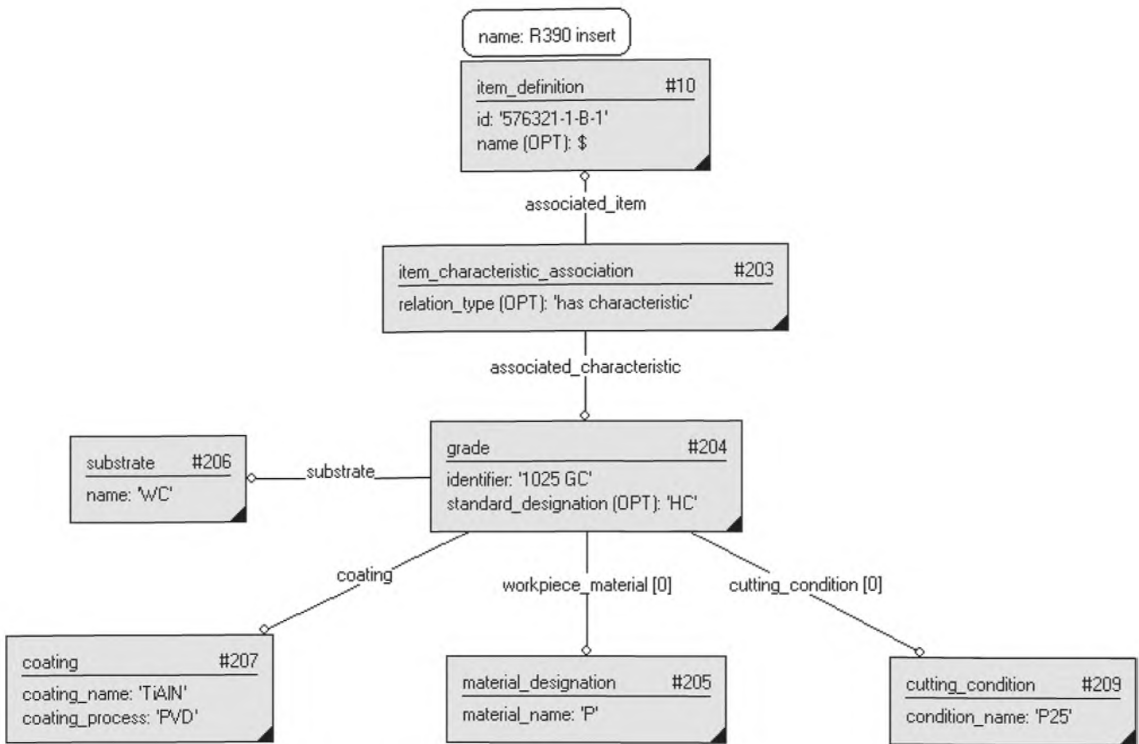 name: R390 insert
item_definition #10
id: '576321-1-B-1'
name (OPT): $
associated_item
item_characteristic_association #203
relation_type (OPT): 'has characteristic'
associated_characteristic
grade #204
identifier: '1025 GC'
standard_designation (OPT): 'HC'
substrate #206
name: 'WC'
substrate
coating
workpiece_material [0]
cutting_condition [0]
coating #207
coating_name: 'TiAIN'
coating_process: 'PVD'
material_designation #205
material_name: 'P'
cutting_condition #209
condition_name: 'P25'